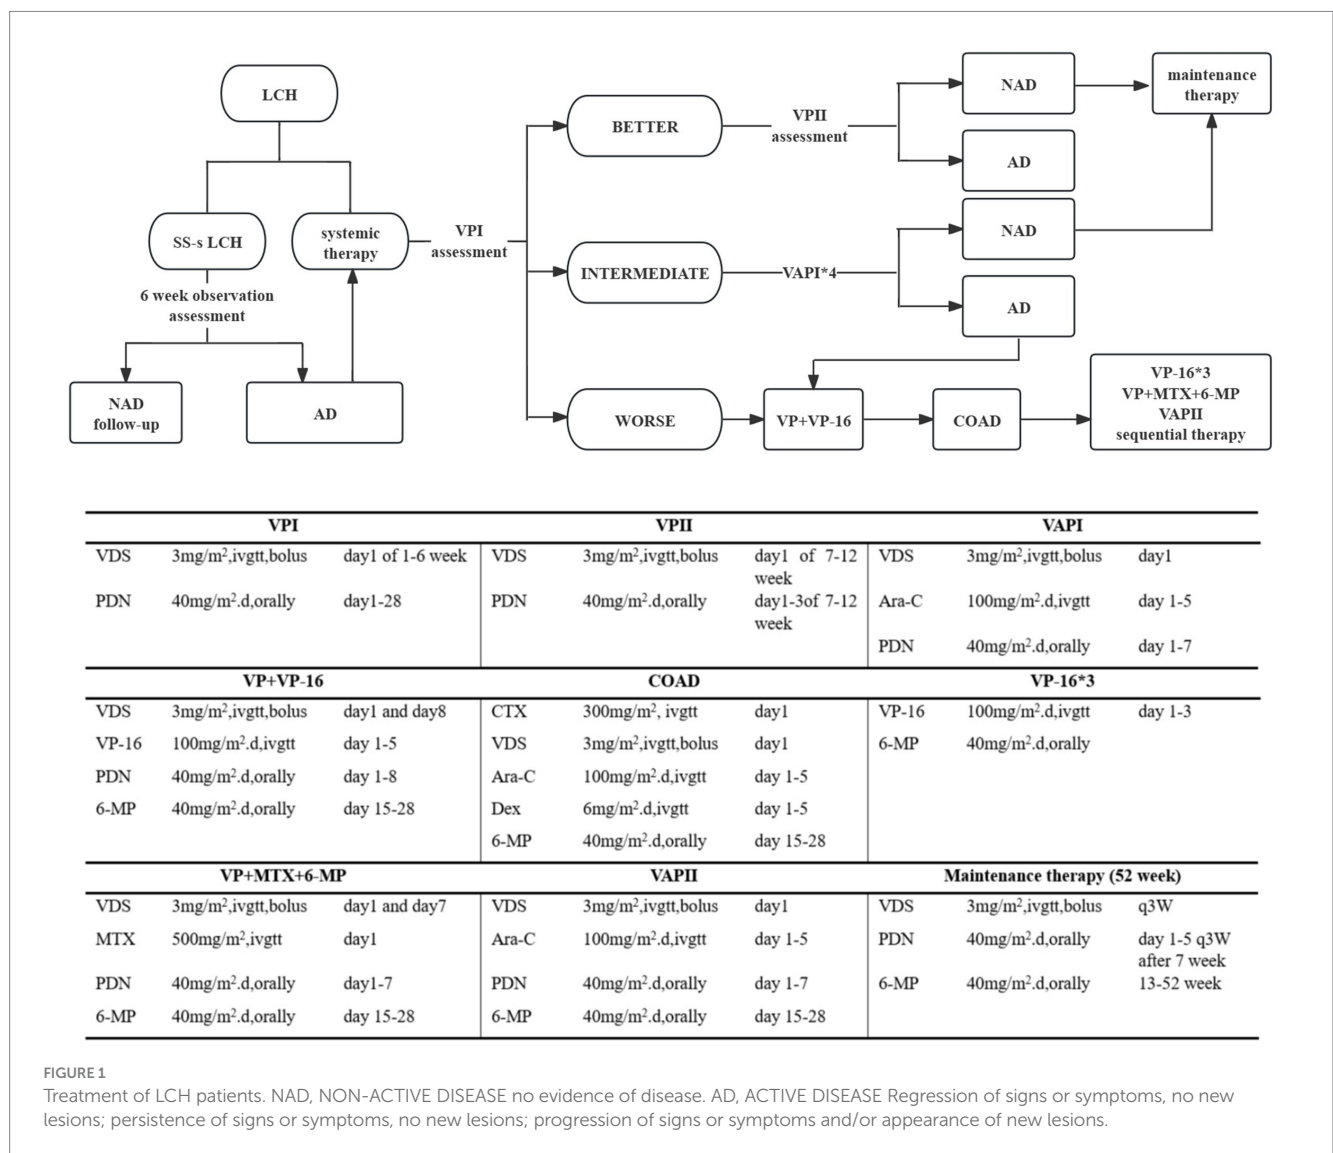 LCH
SS-s LCH
systemic
therapy
6 week observation
assessment
NAD
follow-up
AD
VPI
assessment
BETTER
VPII
assessment
NAD
AD
maintenance
therapy
INTERMEDIATE
VAPI*4
NAD
AD
WORSE
VP+VP-16
COAD
VP-16*3
VP+MTX+6-MP
VAPII
sequential therapy
VPI
VDS 3mg/m²,ivgtt,bolus day1 of 1-6 week
PDN 40mg/m².d,orally day1-28
VPII
VDS 3mg/m²,ivgtt,bolus day1 of 7-12
week
PDN 40mg/m².d,orally day1-3of 7-12
week
VAPI
VDS 3mg/m²,ivgtt,bolus day1
Ara-C 100mg/m².d,ivgtt day 1-5
PDN 40mg/m².d,orally day 1-7
VP+VP-16
VDS 3mg/m²,ivgtt,bolus day1 and day8
VP-16 100mg/m².d,ivgtt day 1-5
PDN 40mg/m².d,orally day 1-8
6-MP 40mg/m².d,orally day 15-28
COAD
CTX 300mg/m², ivgtt day1
VDS 3mg/m²,ivgtt,bolus day1
Ara-C 100mg/m².d,ivgtt day 1-5
Dex 6mg/m².d,ivgtt day 1-5
6-MP 40mg/m².d,orally day 15-28
VP-16*3
VP-16 100mg/m².d,ivgtt day 1-3
6-MP 40mg/m².d,orally
VP+MTX+6-MP
VDS 3mg/m²,ivgtt,bolus day1 and day7
MTX 500mg/m²,ivgtt day1
PDN 40mg/m².d,orally day1-7
6-MP 40mg/m².d,orally day 15-28
VAPII
VDS 3mg/m²,ivgtt,bolus day1
Ara-C 100mg/m².d,ivgtt day 1-5
PDN 40mg/m².d,orally day 1-7
6-MP 40mg/m².d,orally day 15-28
Maintenance therapy (52 week)
VDS 3mg/m²,ivgtt,bolus q3W
PDN 40mg/m².d,orally day 1-5 q3W
after 7 week
6-MP 40mg/m².d,orally 13-52 week
FIGURE 1
Treatment of LCH patients. NAD, NON-ACTIVE DISEASE no evidence of disease. AD, ACTIVE DISEASE Regression of signs or symptoms, no new
lesions; persistence of signs or symptoms, no new lesions; progression of signs or symptoms and/or appearance of new lesions.